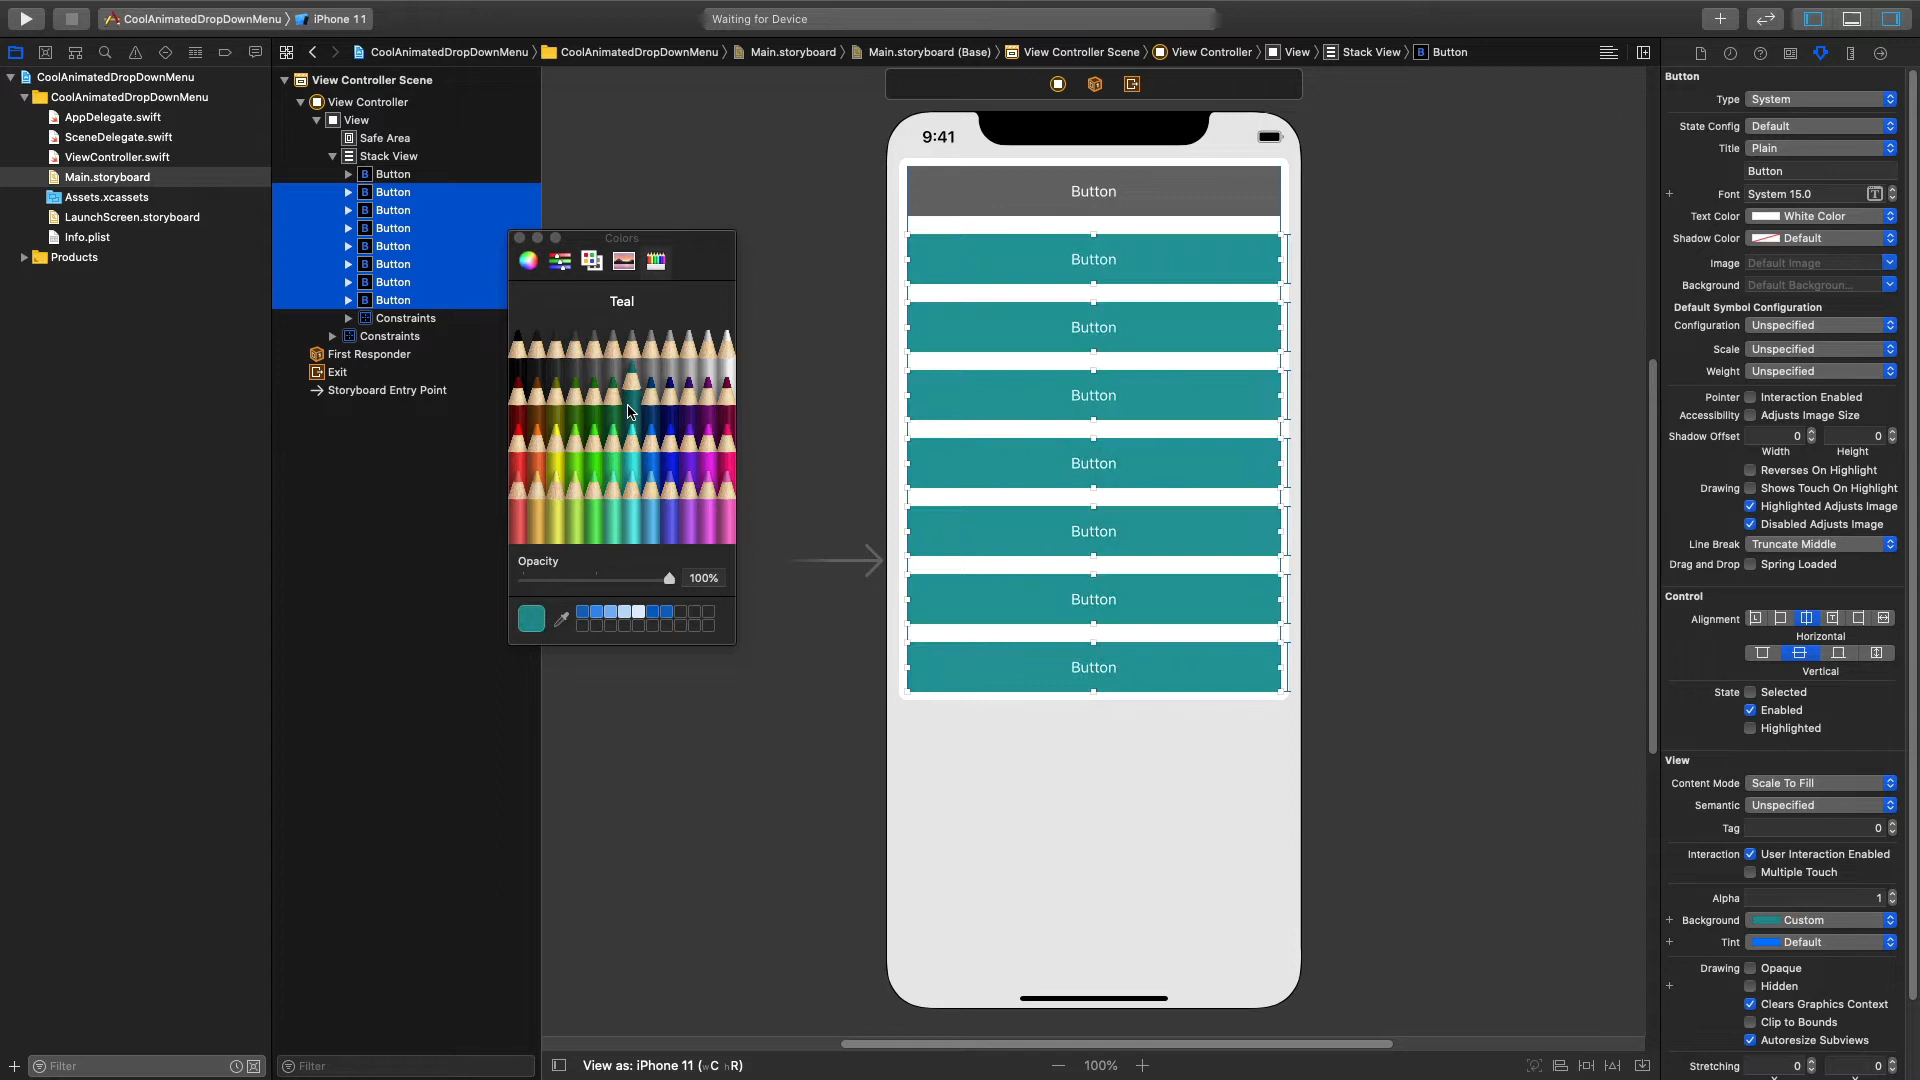 CoolAnimatedDropDownMenu
iPhone 11
Waiting for Device
CoolAnimatedDropDownMenu
CoolAnimatedDropDownMenu
Main.storyboard
Main.storyboard (Base)
View Controller Scene
View Controller
View
Stack View
B Button
CoolAnimatedDropDownMenu
CoolAnimatedDropDownMenu
AppDelegate.swift
SceneDelegate.swift
ViewController.swift
Main.storyboard
Assets.xcassets
LaunchScreen.storyboard
Info.plist
Products
Filter
View Controller Scene
View Controller
View
Safe Area
Stack View
B Button
B Button
B Button
B Button
B Button
B Button
B Button
B Button
Constraints
Constraints
First Responder
Exit
Storyboard Entry Point
Filter
Colors
Teal
Opacity
100%
9:41
Button
Button
Button
Button
Button
Button
Button
Button
View as: iPhone 11 (wC hR)
100%
Button
Type System
State Config Default
Title Plain
Button
Font System 15.0
Text Color White Color
Shadow Color Default
Image Default Image
Background Default Backgroun...
Default Symbol Configuration
Configuration Unspecified
Scale Unspecified
Weight Unspecified
Pointer Interaction Enabled
Accessibility Adjusts Image Size
Shadow Offset 0 0
Width Height
Reverses On Highlight
Drawing Shows Touch On Highlight
Highlighted Adjusts Image
Disabled Adjusts Image
Line Break Truncate Middle
Drag and Drop Spring Loaded
Control
Alignment
Horizontal
Vertical
State Selected
Enabled
Highlighted
View
Content Mode Scale To Fill
Semantic Unspecified
Tag 0
Interaction User Interaction Enabled
Multiple Touch
Alpha 1
Background Custom
Tint Default
Drawing Opaque
Hidden
Clears Graphics Context
Clip to Bounds
Autoresize Subviews
Stretching 0 0